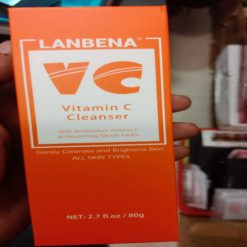 LANBENA®
VC
Vitamin C
Cleanser
With Antioxidant Vitamin C
& Nourishing Serum Factor
Gently Cleanses and Brightens Skin
ALL SKIN TYPES
NET: 2.7 fl.oz / 80g